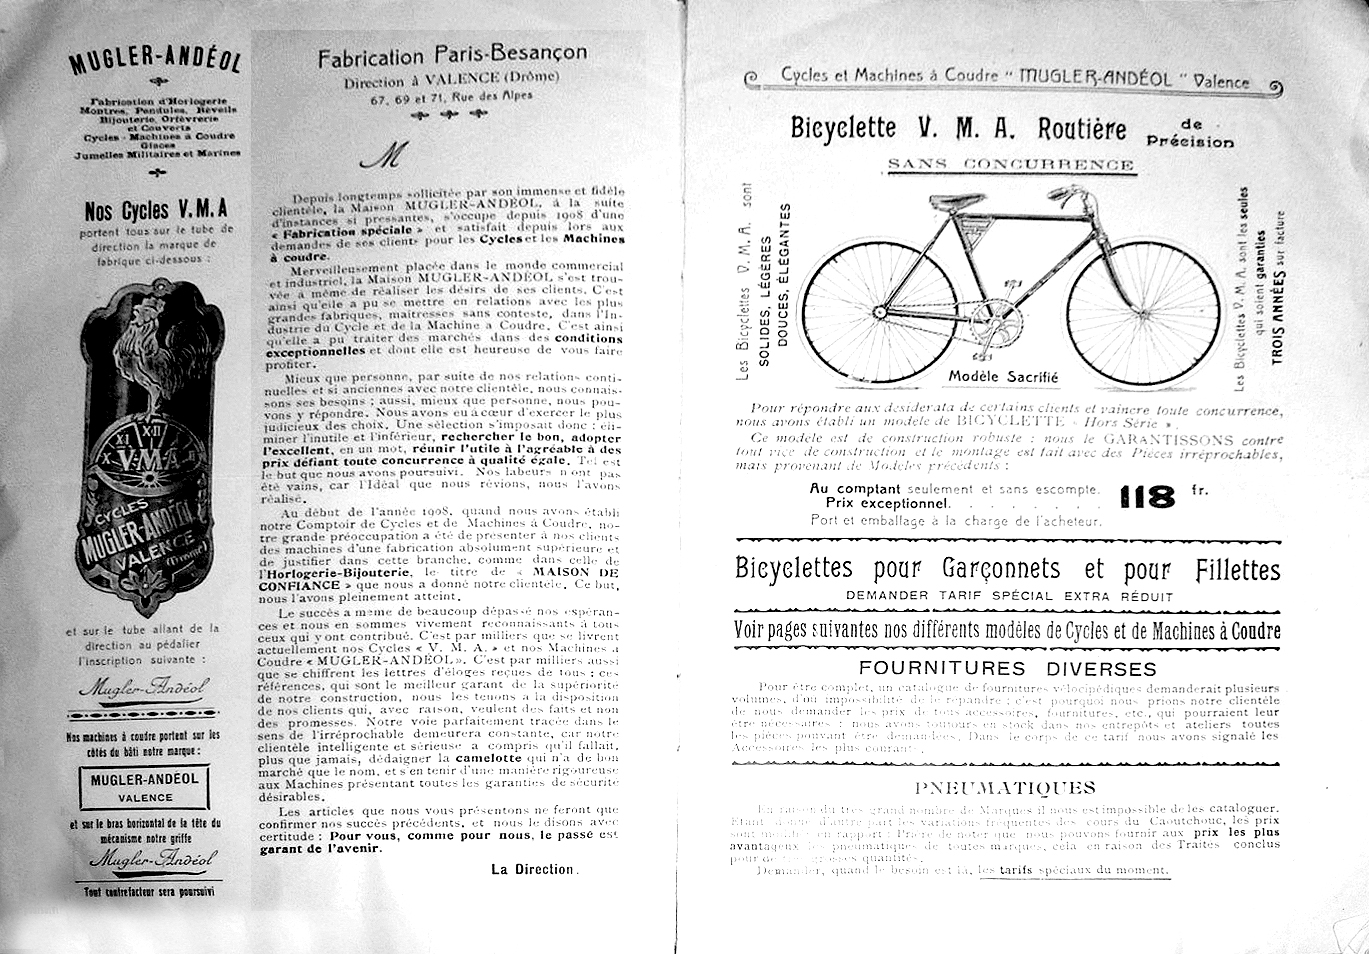 MUGLER-ANDÉOL
Fabrication d'Horlogerie
Montres, Pendules, Réveils
Bijouterie, Orfèvrerie
et Couverts
Cycles - Machines à Coudre
Glaces
Jumelles Militaires et Marines
Nos Cycles V.M.A
portent tous sur le tube de
direction la marque de
fabrique ci-dessous :
XI XII I
X V·M·A II
CYCLES
MUGLER-ANDÉOL
VALENCE
(Drome)
et sur le tube allant de la
direction au pédalier
l'inscription suivante :
Mugler-Andéol
Nos machines à coudre portent sur les
côtés du bâti notre marque :
MUGLER-ANDÉOL
VALENCE
et sur le bras horizontal de la tête du
mécanisme notre griffe
Mugler-Andéol
Tout contrefacteur sera poursuivi
Fabrication Paris-Besançon
Direction à VALENCE (Drôme)
67, 69 et 71, Rue des Alpes
M
Depuis longtemps sollicitée par son immense et fidèle
clientèle, la Maison MUGLER-ANDÉOL, à la suite
d'instances si pressantes, s'occupe depuis 1908 d'une
« Fabrication spéciale » et satisfait depuis lors aux
demandes de ses clients pour les Cycles et les Machines
à coudre.
Merveilleusement placée dans le monde commercial
et industriel, la Maison MUGLER-ANDÉOL s'est trou-
vée à même de réaliser les désirs de ses clients. C'est
ainsi qu'elle a pu se mettre en relations avec les plus
grandes fabriques, maîtresses sans conteste, dans l'In-
dustrie du Cycle et de la Machine à Coudre. C'est ainsi
qu'elle a pu traiter des marchés dans des conditions
exceptionnelles et dont elle est heureuse de vous faire
profiter.
Mieux que personne, par suite de nos relations conti-
nuelles et si anciennes avec notre clientèle, nous connais-
sons ses besoins ; aussi, mieux que personne, nous pou-
vons y répondre. Nous avons eu à cœur d'exercer le plus
judicieux des choix. Une sélection s'imposait donc : éli-
miner l'inutile et l'inférieur, rechercher le bon, adopter
l'excellent, en un mot, réunir l'utile à l'agréable à des
prix défiant toute concurrence à qualité égale. Tel est
le but que nous avons poursuivi. Nos labeurs n'ont pas
été vains, car l'Idéal que nous rêvions, nous l'avons
réalisé.
Au début de l'année 1908, quand nous avons établi
notre Comptoir de Cycles et de Machines à Coudre, no-
tre grande préoccupation a été de présenter à nos clients
des machines d'une fabrication absolument supérieure et
de justifier dans cette branche, comme dans celle de
l'Horlogerie-Bijouterie, le titre de « MAISON DE
CONFIANCE » que nous a donné notre clientèle. Ce but,
nous l'avons pleinement atteint.
Le succès a même de beaucoup dépassé nos espéran-
ces et nous en sommes vivement reconnaissants à tous
ceux qui y ont contribué. C'est par milliers que se livrent
actuellement nos Cycles « V. M. A. » et nos Machines à
Coudre « MUGLER-ANDÉOL ». C'est par milliers aussi
que se chiffrent les lettres d'éloges reçues de tous ; ces
références, qui sont le meilleur garant de la supériorité
de notre construction, nous les tenons à la disposition
de nos clients qui, avec raison, veulent des faits et non
des promesses. Notre voie parfaitement tracée dans le
sens de l'irréprochable demeurera constante, car notre
clientèle intelligente et sérieuse a compris qu'il fallait,
plus que jamais, dédaigner la camelotte qui n'a de bon
marché que le nom, et s'en tenir d'une manière rigoureuse
aux Machines présentant toutes les garanties de sécurité
désirables.
Les articles que nous vous présentons ne feront que
confirmer nos succès précédents, et nous le disons avec
certitude : Pour vous, comme pour nous, le passé est
garant de l'avenir.
La Direction.
Cycles et Machines à Coudre " MUGLER-ANDÉOL " Valence
Bicyclette V. M. A. Routière de Précision
SANS CONCURRENCE
Les Bicyclettes V. M. A. sont
SOLIDES, LÉGÈRES
DOUCES, ÉLÉGANTES
Les Bicyclettes V. M. A. sont les seules
qui soient garanties
TROIS ANNÉES sur facture
Modèle Sacrifié
Pour répondre aux desiderata de certains clients et vaincre toute concurrence,
nous avons établi un modèle de BICYCLETTE « Hors Série ».
Ce modèle est de construction robuste ; nous le GARANTISSONS contre
tout vice de construction et le montage est fait avec des Pièces irréprochables,
mais provenant de Modèles précédents :
Au comptant seulement et sans escompte.
Prix exceptionnel. . . . . . . . 118 fr.
Port et emballage à la charge de l'acheteur.
Bicyclettes pour Garçonnets et pour Fillettes
DEMANDER TARIF SPÉCIAL EXTRA RÉDUIT
Voir pages suivantes nos différents modèles de Cycles et de Machines à Coudre
FOURNITURES DIVERSES
Pour être complet, un catalogue de fournitures vélocipédiques demanderait plusieurs
volumes, d'où impossibilité de le répandre ; c'est pourquoi nous prions notre clientèle
de nous demander les prix de tous accessoires, fournitures, etc., qui pourraient leur
être nécessaires ; nous avons toujours en stock dans nos entrepôts et ateliers toutes
les pièces pouvant être demandées. Dans le corps de ce tarif nous avons signalé les
Accessoires les plus courants.
PNEUMATIQUES
En raison du très grand nombre de Marques il nous est impossible de les cataloguer.
Étant donné d'autre part les variations fréquentes des cours du Caoutchouc, les prix
sont en rapport ; Prière de noter que nous pouvons fournir aux prix les plus
avantageux les pneumatiques de toutes marques, cela en raison des Traités conclus
pour de très grosses quantités.
Demander, quand le besoin est là, les tarifs spéciaux du moment.